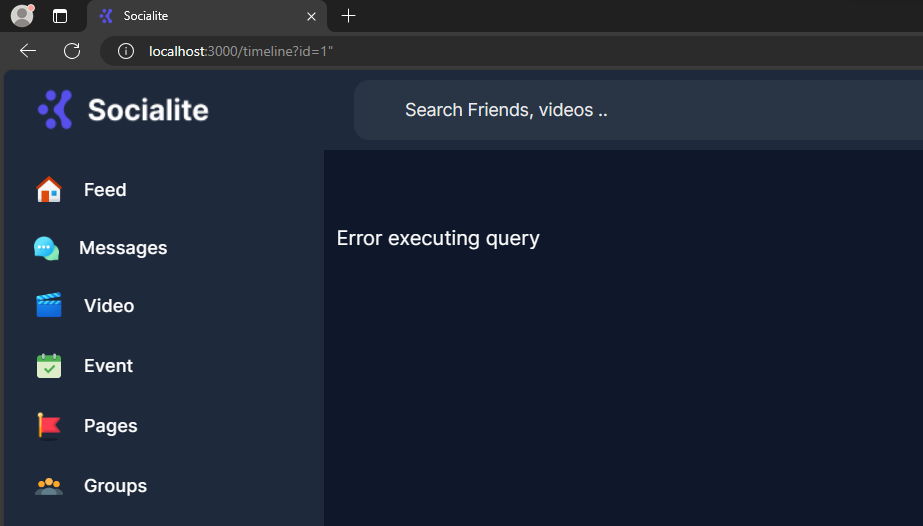 Socialite
localhost:3000/timeline?id=1"
Socialite
Search Friends, videos ..
Feed
Messages
Video
Event
Pages
Groups
Error executing query